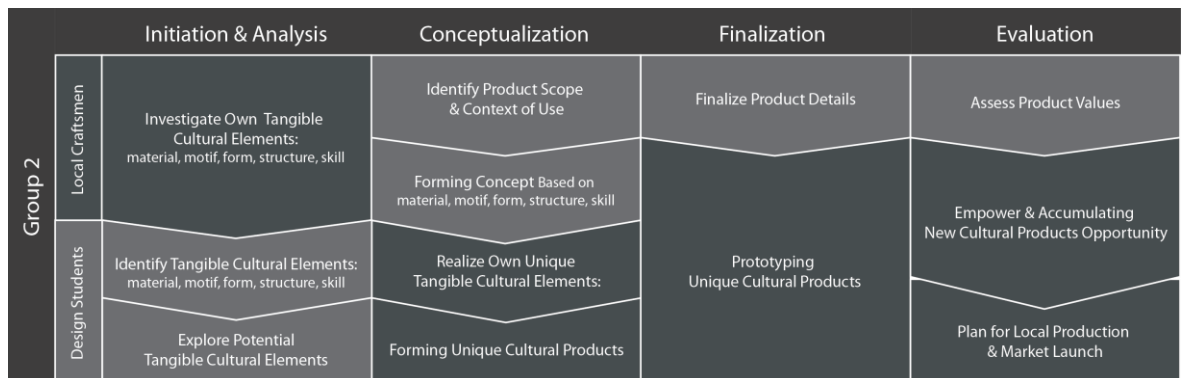 Initiation & Analysis
Conceptualization
Finalization
Evaluation
Group 2
Local Craftsmen
Design Students
Investigate Own Tangible
Cultural Elements:
material, motif, form, structure, skill
Identify Tangible Cultural Elements:
material, motif, form, structure, skill
Explore Potential
Tangible Cultural Elements
Identify Product Scope
& Context of Use
Forming Concept Based on
material, motif, form, structure, skill
Realize Own Unique
Tangible Cultural Elements:
Forming Unique Cultural Products
Finalize Product Details
Prototyping
Unique Cultural Products
Assess Product Values
Empower & Accumulating
New Cultural Products Opportunity
Plan for Local Production
& Market Launch